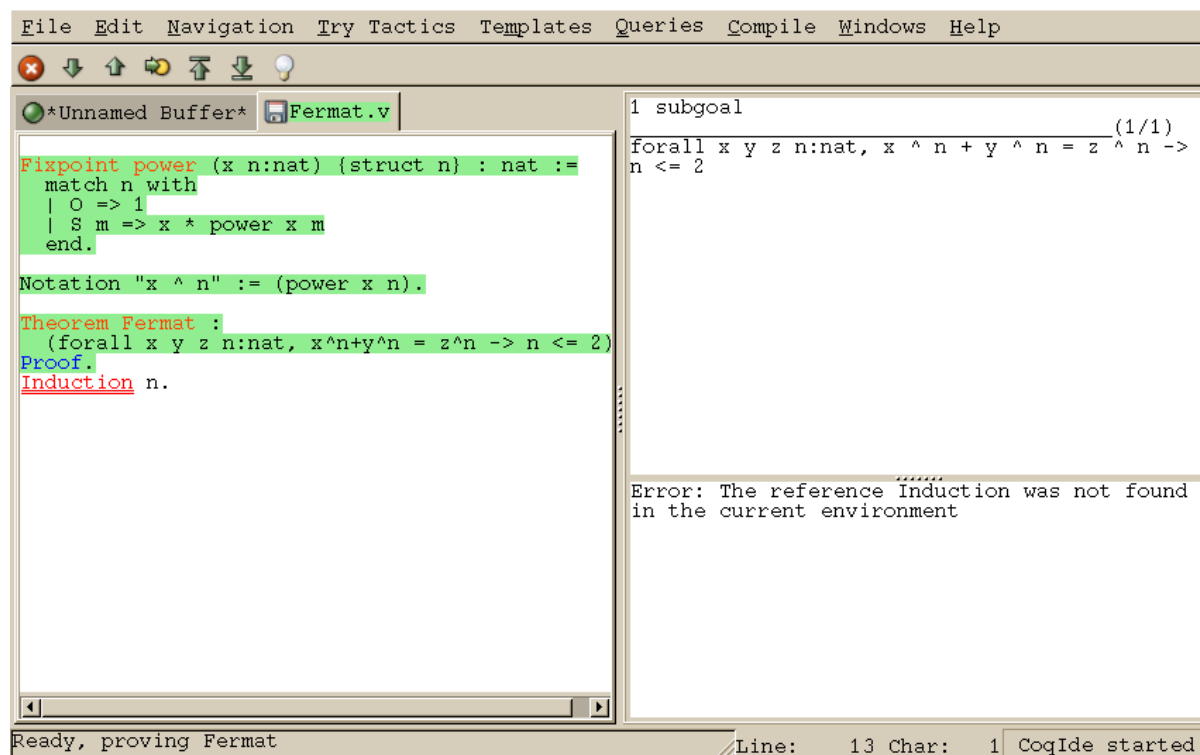 File Edit Navigation Try Tactics Templates Queries Compile Windows Help
*Unnamed Buffer* Fermat.v
Fixpoint power (x n:nat) {struct n} : nat :=
match n with
| O => 1
| S m => x * power x m
end.
Notation "x ^ n" := (power x n).
Theorem Fermat :
(forall x y z n:nat, x^n+y^n = z^n -> n <= 2)
Proof.
Induction n.
1 subgoal
(1/1)
forall x y z n:nat, x ^ n + y ^ n = z ^ n ->
n <= 2
Error: The reference Induction was not found
in the current environment
Ready, proving Fermat
Line: 13 Char: 1 CoqIde started